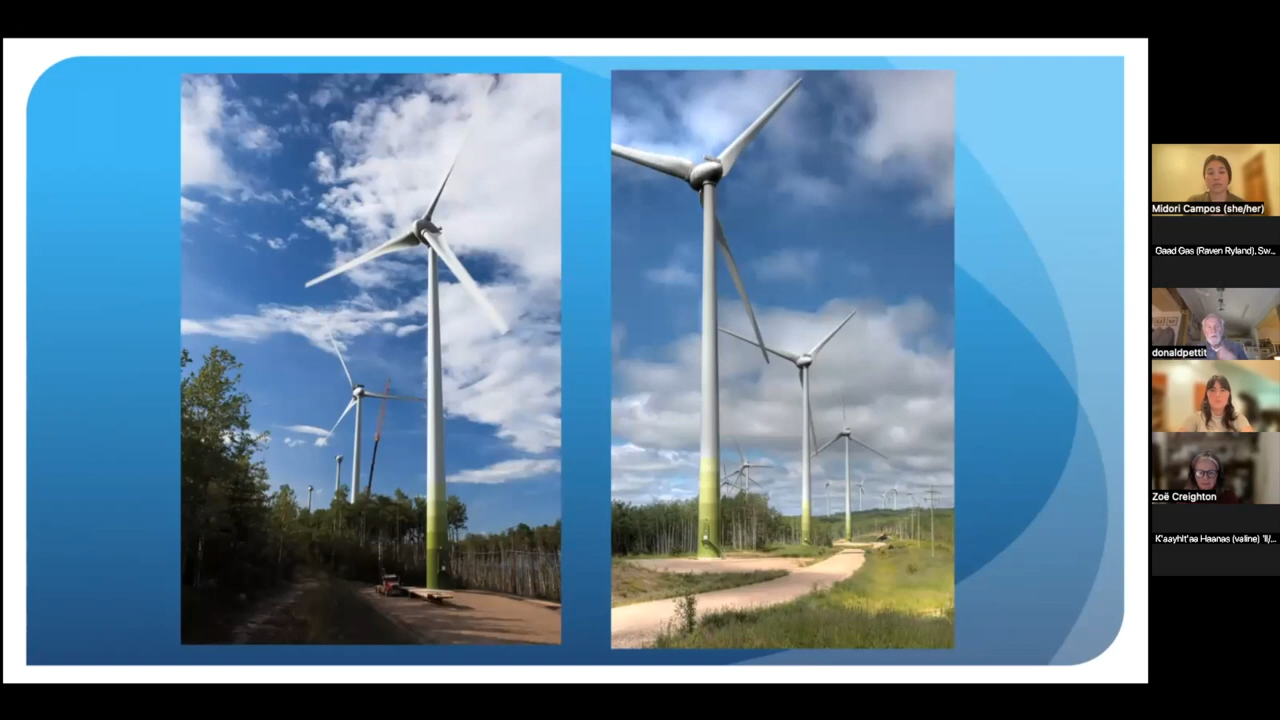 Midori Campos (she/her)
Gaad Gas (Raven Ryland), Sw...
donaldpettit
Zoë Creighton
K'aayhlt'aa Haanas (valine) 'll/...